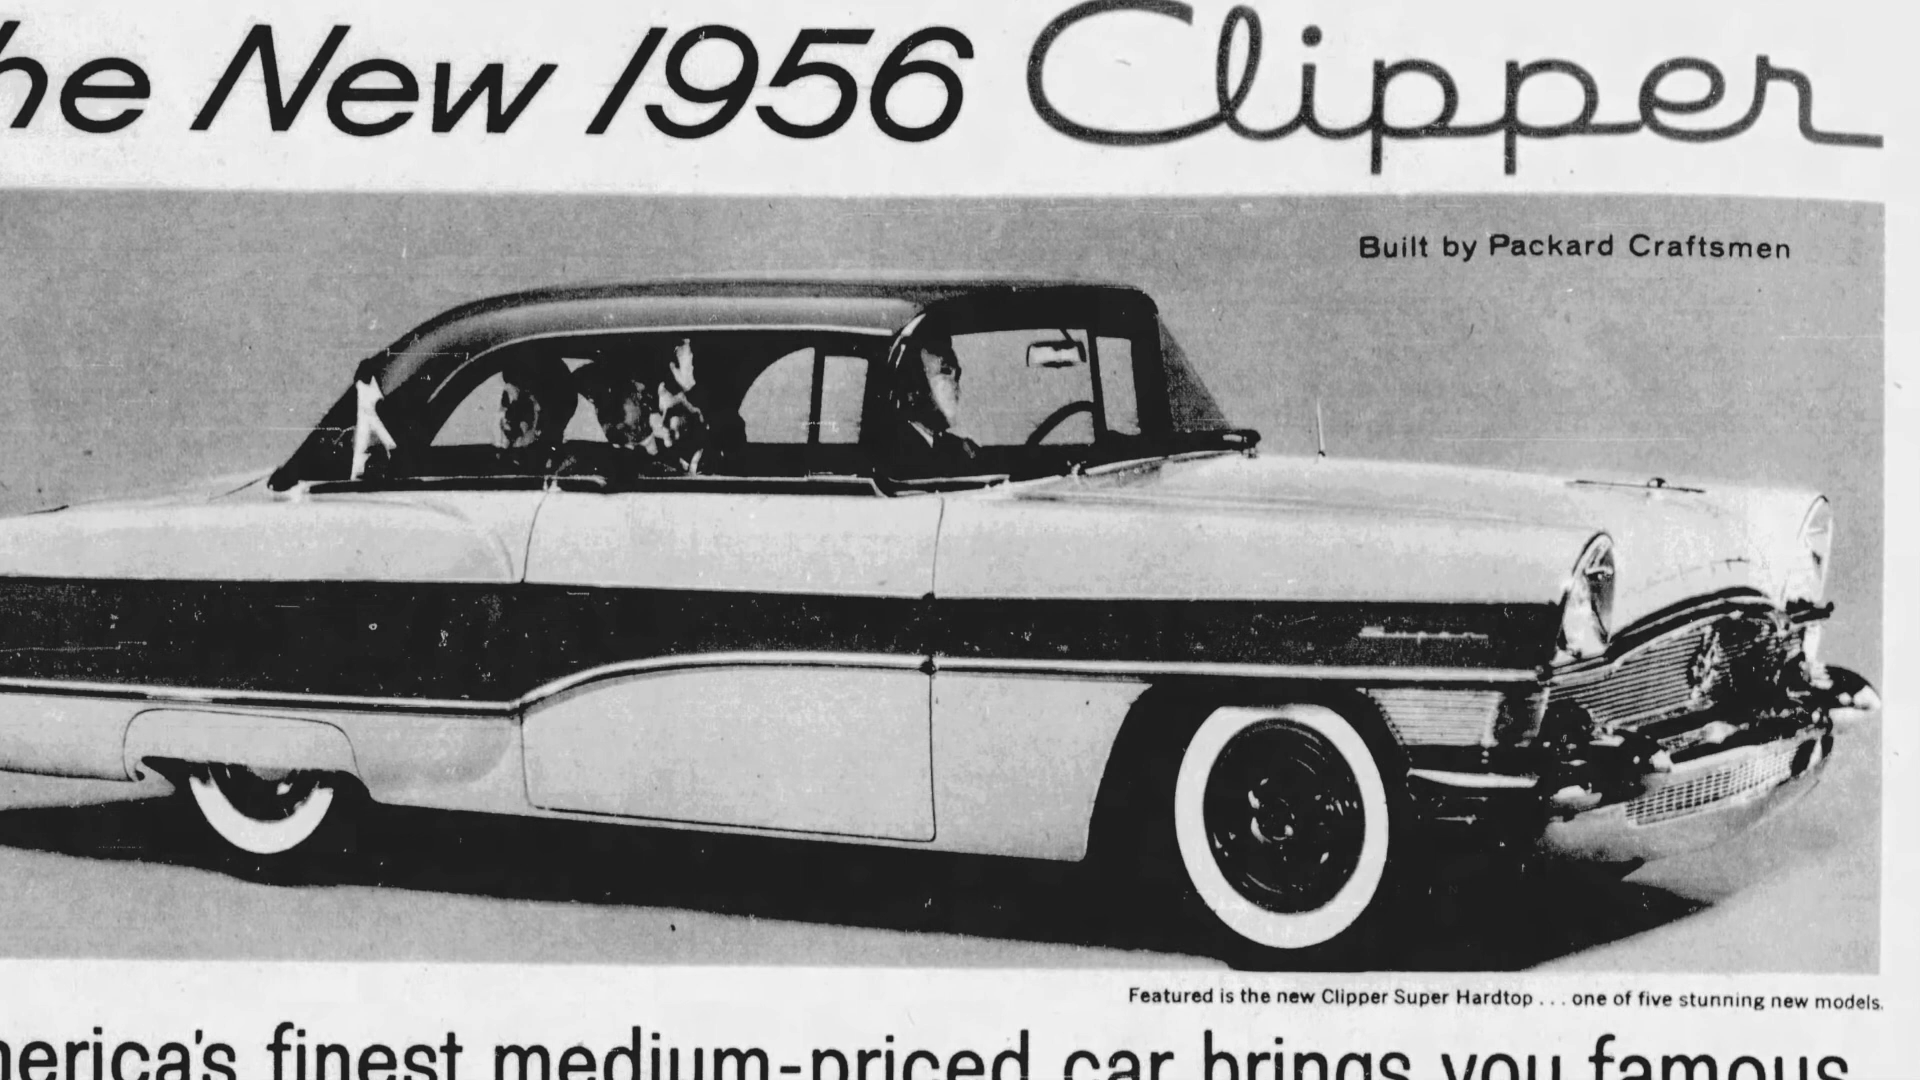 he New 1956 Clipper
Built by Packard Craftsmen
Featured is the new Clipper Super Hardtop . . . one of five stunning new models.
nerica's finest medium-priced car brings you famous